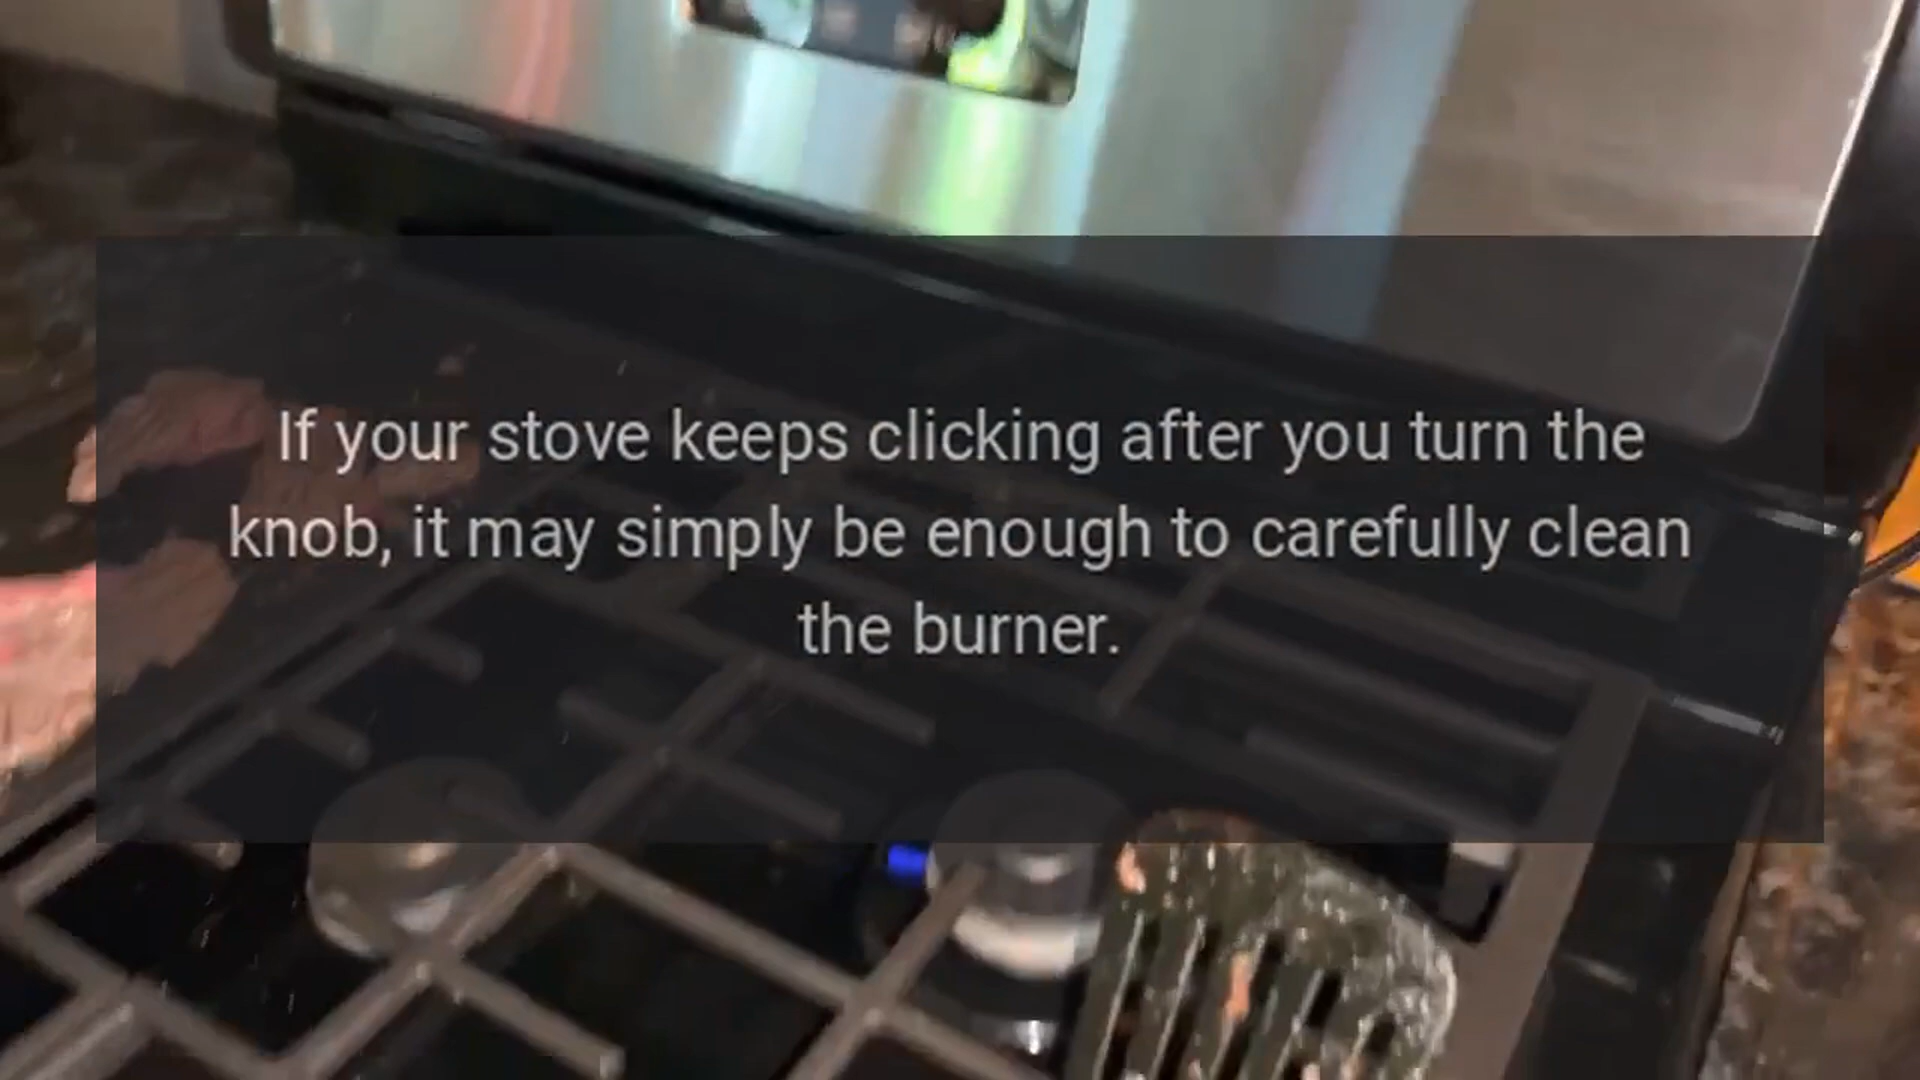 If your stove keeps clicking after you turn the
knob, it may simply be enough to carefully clean
the burner.